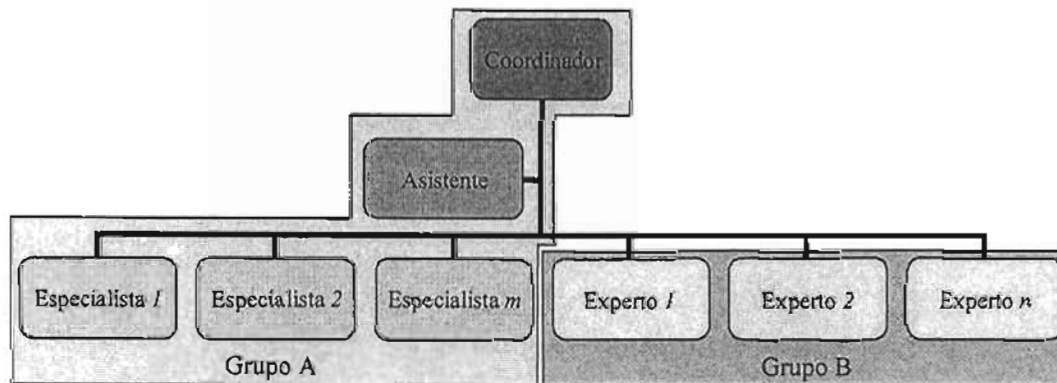 Coordinador
Asistente
Especialista 1
Especialista 2
Especialista m
Experto 1
Experto 2
Experto n
Grupo A
Grupo B